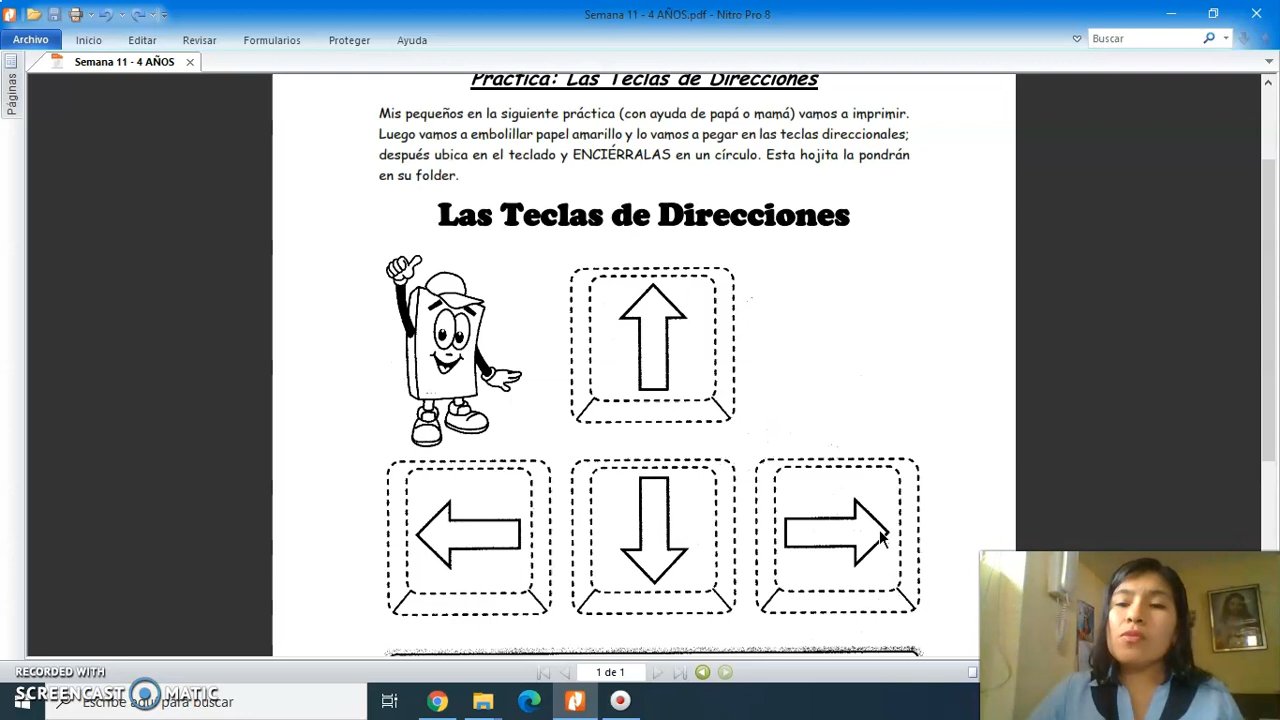 Semana 11 - 4 AÑOS.pdf - Nitro Pro 8
Archivo Inicio Editar Revisar Formularios Proteger Ayuda Buscar
Semana 11 - 4 AÑOS
Páginas
Práctica: Las Teclas de Direcciones
Mis pequeños en la siguiente práctica (con ayuda de papá o mamá) vamos a imprimir.
Luego vamos a embolillar papel amarillo y lo vamos a pegar en las teclas direccionales;
después ubica en el teclado y ENCIÉRRALAS en un círculo. Esta hojita la pondrán
en su folder.
Las Teclas de Direcciones
1 de 1
RECORDED WITH
SCREENCAST MATIC
Escribe aquí para buscar